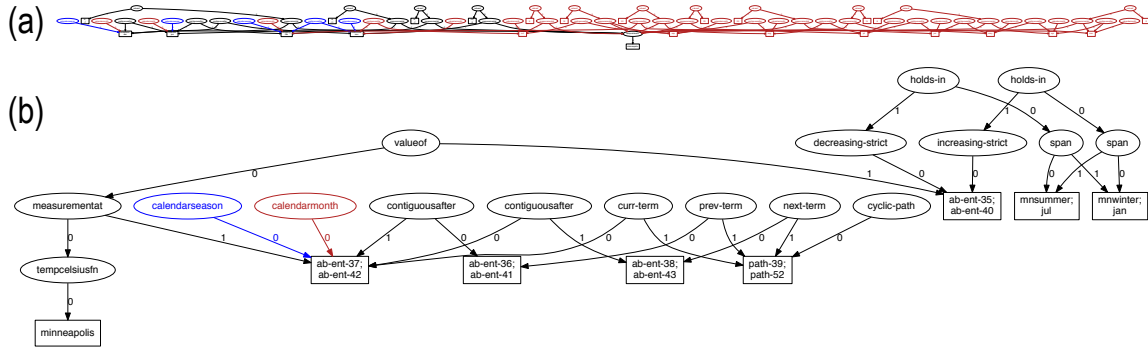 (a)
(b)
holds-in holds-in
1 0 1 0
valueof decreasing-strict increasing-strict span span
0 1 0 0 0 1 1 0
measurementat calendarseason calendarmonth contiguousafter contiguousafter curr-term prev-term next-term cyclic-path
ab-ent-35; mnsummer; mnwinter;
ab-ent-40 jul jan
0 1 0 0 1 0 0 1 0 1 0 1 0 1 0
tempcelsiusfn
ab-ent-37; ab-ent-36; ab-ent-38; path-39;
ab-ent-42 ab-ent-41 ab-ent-43 path-52
0
minneapolis